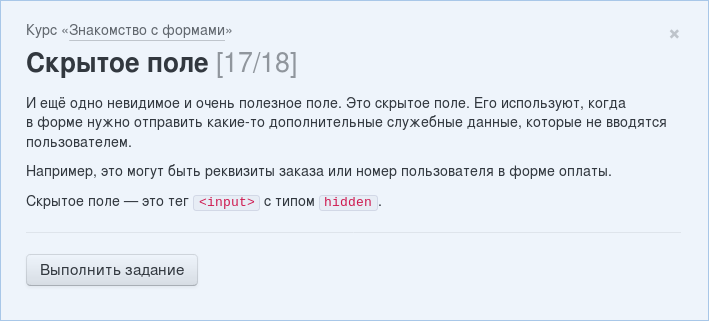 Курс «Знакомство с формами»
×
Скрытое поле [17/18]
И ещё одно невидимое и очень полезное поле. Это скрытое поле. Его используют, когда
в форме нужно отправить какие-то дополнительные служебные данные, которые не вводятся
пользователем.
Например, это могут быть реквизиты заказа или номер пользователя в форме оплаты.
Скрытое поле — это тег <input> с типом hidden.
Выполнить задание